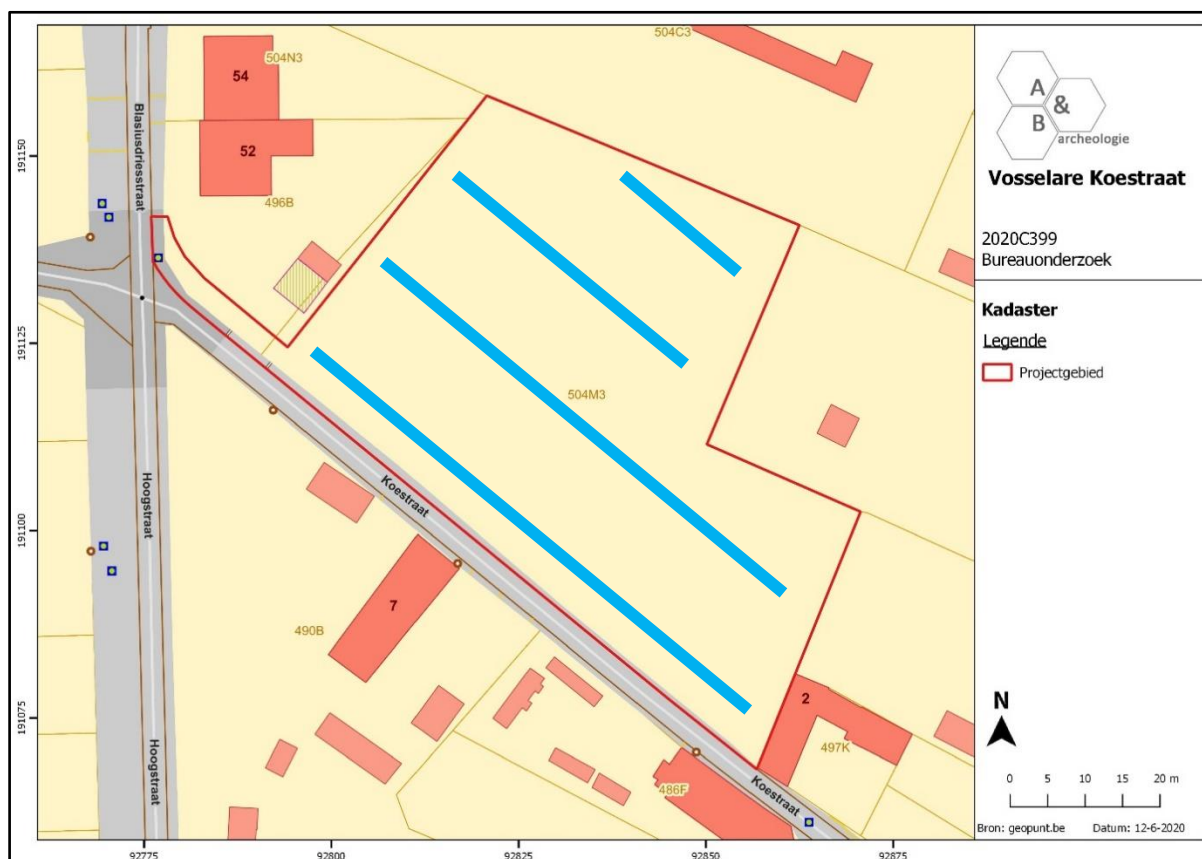 504N3
504C3
54
52
496B
Blasiusdriesstraat
Hoogstraat
Hoogstraat
Koestraat
504M3
7
490B
2
497K
486F
Koestraat
191150
191125
191100
191075
92775
92800
92825
92850
92875
A
&
B
archeologie
Vosselare Koestraat
2020C399
Bureauonderzoek
Kadaster
Legende
Projectgebied
N
0 5 10 15 20 m
Bron: geopunt.be Datum: 12-6-2020